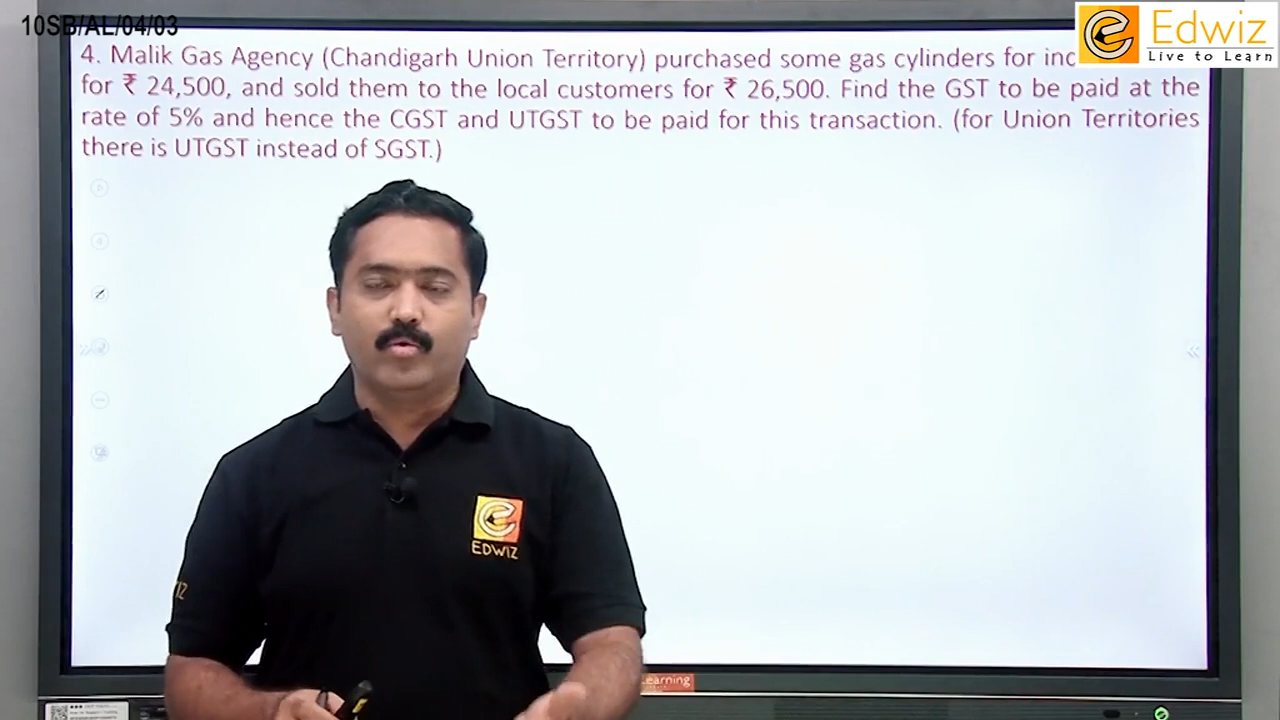 10SB/AL/04/03
Edwiz
Live to Learn
4. Malik Gas Agency (Chandigarh Union Territory) purchased some gas cylinders for
for ₹ 24,500, and sold them to the local customers for ₹ 26,500. Find the GST to be paid at the
rate of 5% and hence the CGST and UTGST to be paid for this transaction. (for Union Territories
there is UTGST instead of SGST.)
EDWIZ